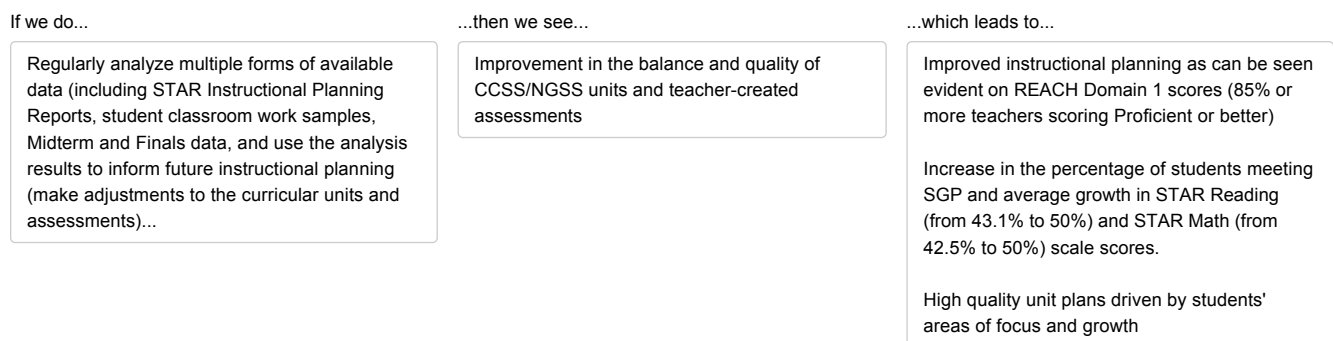 If we do...
Regularly analyze multiple forms of available
data (including STAR Instructional Planning
Reports, student classroom work samples,
Midterm and Finals data, and use the analysis
results to inform future instructional planning
(make adjustments to the curricular units and
assessments)...
...then we see...
Improvement in the balance and quality of
CCSS/NGSS units and teacher-created
assessments
...which leads to...
Improved instructional planning as can be seen
evident on REACH Domain 1 scores (85% or
more teachers scoring Proficient or better)
Increase in the percentage of students meeting
SGP and average growth in STAR Reading
(from 43.1% to 50%) and STAR Math (from
42.5% to 50%) scale scores.
High quality unit plans driven by students'
areas of focus and growth